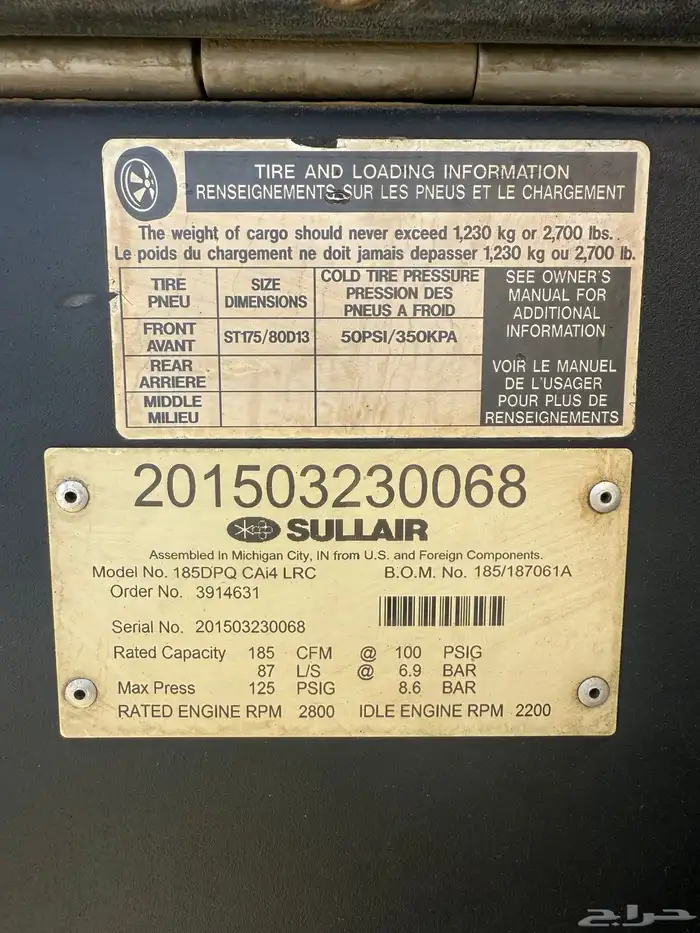 TIRE AND LOADING INFORMATION
RENSEIGNEMENTS SUR LES PNEUS ET LE CHARGEMENT
The weight of cargo should never exceed 1,230 kg or 2,700 lbs.
Le poids du chargement ne doit jamais depasser 1,230 kg ou 2,700 lb.
TIRE
PNEU
SIZE
DIMENSIONS
COLD TIRE PRESSURE
PRESSION DES
PNEUS A FROID
SEE OWNER'S
MANUAL FOR
ADDITIONAL
INFORMATION
FRONT
AVANT
ST175/80D13
50PSI/350KPA
REAR
ARRIERE
MIDDLE
MILIEU
VOIR LE MANUEL
DE L'USAGER
POUR PLUS DE
RENSEIGNEMENTS
201503230068
SULLAIR
Assembled In Michigan City, IN from U.S. and Foreign Components.
Model No. 185DPQ CAi4 LRC B.O.M. No. 185/187061A
Order No. 3914631
Serial No. 201503230068
Rated Capacity 185 CFM @ 100 PSIG
87 L/S @ 6.9 BAR
Max Press 125 PSIG 8.6 BAR
RATED ENGINE RPM 2800 IDLE ENGINE RPM 2200
حراج